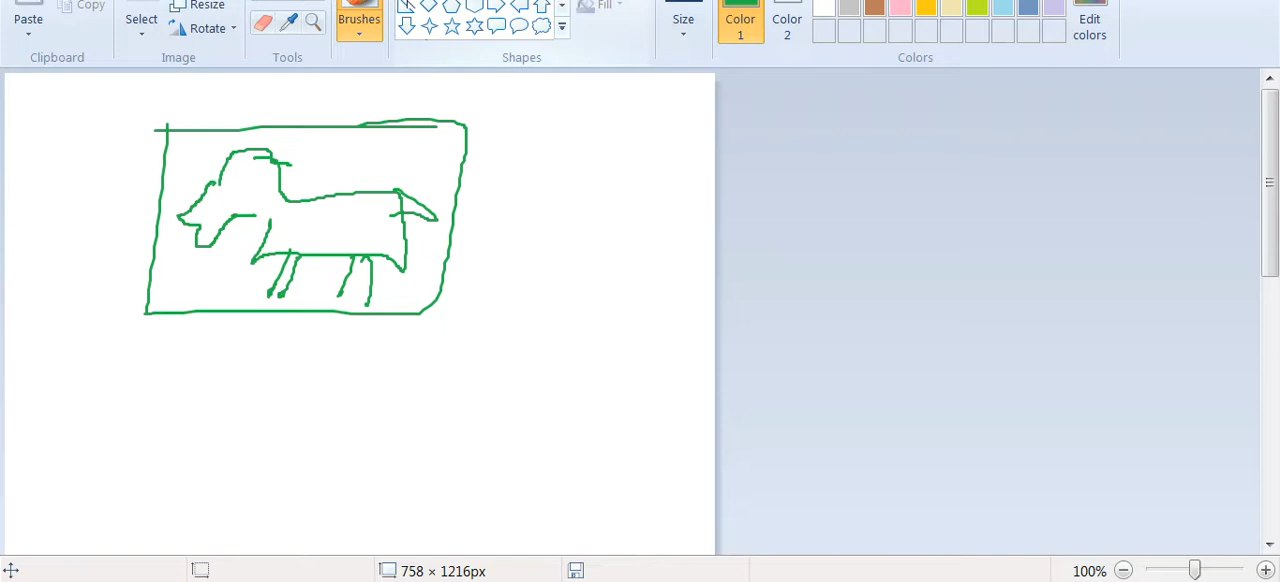 Paste
Copy
Clipboard
Select
Resize
Rotate
Image
Tools
Brushes
Shapes
Fill
Size
Color
1
Color
2
Edit
colors
Colors
758 × 1216px
100%